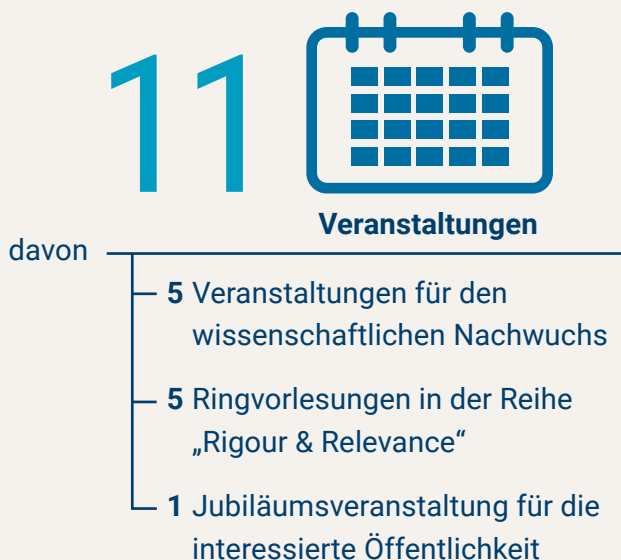 11
Veranstaltungen
davon
5 Veranstaltungen für den
wissenschaftlichen Nachwuchs
5 Ringvorlesungen in der Reihe
„Rigour & Relevance“
1 Jubiläumsveranstaltung für die
interessierte Öffentlichkeit